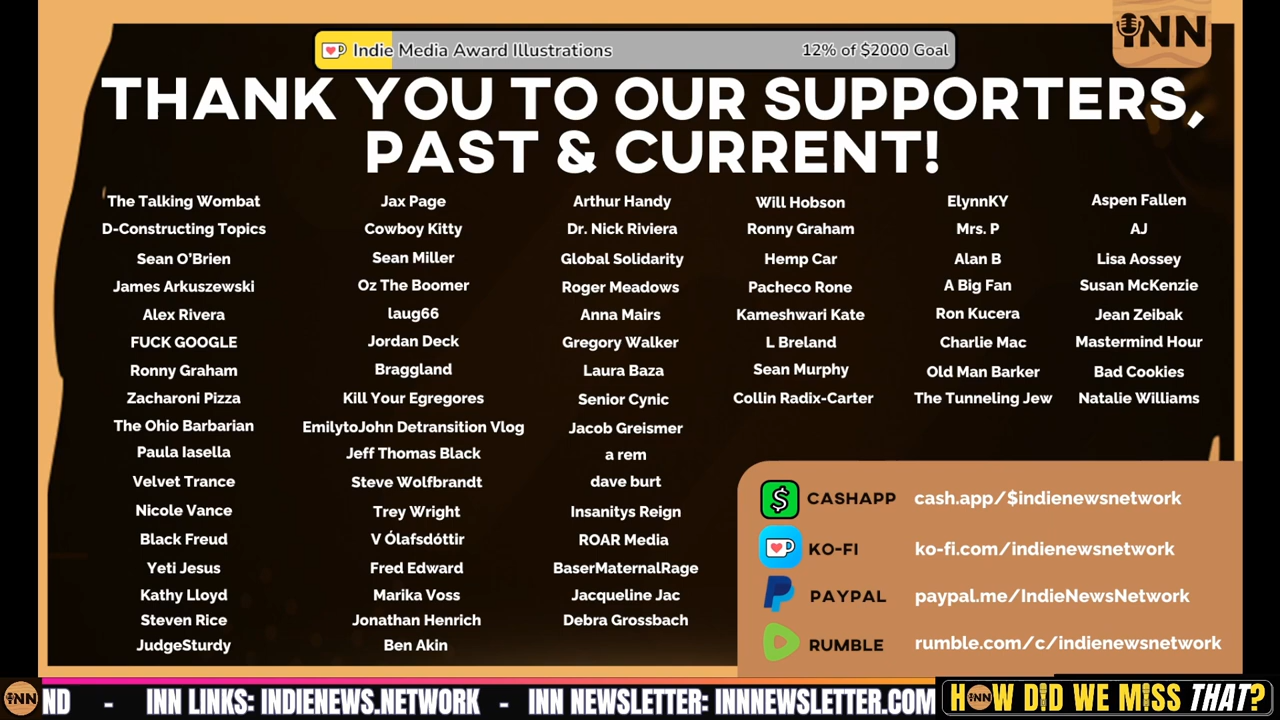 Indie Media Award Illustrations 12% of $2000 Goal
INN
THANK YOU TO OUR SUPPORTERS,
PAST & CURRENT!
The Talking Wombat
D-Constructing Topics
Sean O'Brien
James Arkuszewski
Alex Rivera
FUCK GOOGLE
Ronny Graham
Zacharoni Pizza
The Ohio Barbarian
Paula Iasella
Velvet Trance
Nicole Vance
Black Freud
Yeti Jesus
Kathy Lloyd
Steven Rice
JudgeSturdy
Jax Page
Cowboy Kitty
Sean Miller
Oz The Boomer
laug66
Jordan Deck
Braggland
Kill Your Egregores
EmilytoJohn Detransition Vlog
Jeff Thomas Black
Steve Wolfbrandt
Trey Wright
V Ólafsdóttir
Fred Edward
Marika Voss
Jonathan Henrich
Ben Akin
Arthur Handy
Dr. Nick Riviera
Global Solidarity
Roger Meadows
Anna Mairs
Gregory Walker
Laura Baza
Senior Cynic
Jacob Greismer
a rem
dave burt
Insanitys Reign
ROAR Media
BaserMaternalRage
Jacqueline Jac
Debra Grossbach
Will Hobson
Ronny Graham
Hemp Car
Pacheco Rone
Kameshwari Kate
L Breland
Sean Murphy
Collin Radix-Carter
ElynnKY
Mrs. P
Alan B
A Big Fan
Ron Kucera
Charlie Mac
Old Man Barker
The Tunneling Jew
Aspen Fallen
AJ
Lisa Aossey
Susan McKenzie
Jean Zeibak
Mastermind Hour
Bad Cookies
Natalie Williams
CASHAPP cash.app/$indienewsnetwork
KO-FI ko-fi.com/indienewsnetwork
PAYPAL paypal.me/IndieNewsNetwork
RUMBLE rumble.com/c/indienewsnetwork
INN ND - INN LINKS: INDIENEWS.NETWORK - INN NEWSLETTER: INNNEWSLETTER.COM
HOW DID WE MISS THAT?